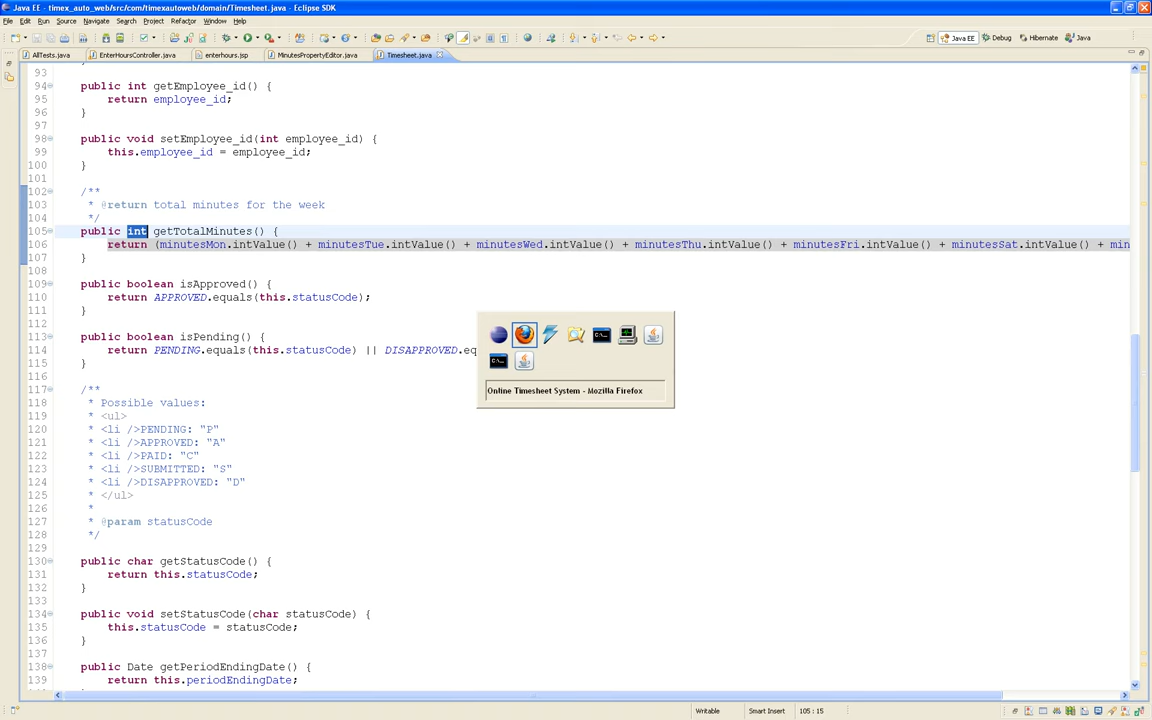 Java EE - timex_auto_web/src/com/timexautoweb/domain/Timesheet.java - Eclipse SDK
File Edit Run Source Navigate Search Project Refactor Window Help
Java EE Debug Hibernate Java
AllTests.java EnterHoursController.java enterhours.jsp MinutesPropertyEditor.java Timesheet.java
93
94 public int getEmployee_id() {
95 return employee_id;
96 }
97
98 public void setEmployee_id(int employee_id) {
99 this.employee_id = employee_id;
100 }
101
102 /**
103 * @return total minutes for the week
104 */
105 public int getTotalMinutes() {
106 return (minutesMon.intValue() + minutesTue.intValue() + minutesWed.intValue() + minutesThu.intValue() + minutesFri.intValue() + minutesSat.intValue() + min
107 }
108
109 public boolean isApproved() {
110 return APPROVED.equals(this.statusCode);
111 }
112
113 public boolean isPending() {
114 return PENDING.equals(this.statusCode) || DISAPPROVED.eq
115 }
116
117 /**
118 * Possible values:
119 * <ul>
120 * <li />PENDING: "P"
121 * <li />APPROVED: "A"
122 * <li />PAID: "C"
123 * <li />SUBMITTED: "S"
124 * <li />DISAPPROVED: "D"
125 * </ul>
126 *
127 * @param statusCode
128 */
129
130 public char getStatusCode() {
131 return this.statusCode;
132 }
133
134 public void setStatusCode(char statusCode) {
135 this.statusCode = statusCode;
136 }
137
138 public Date getPeriodEndingDate() {
139 return this.periodEndingDate;
Online Timesheet System - Mozilla Firefox
Writable Smart Insert 105 : 15